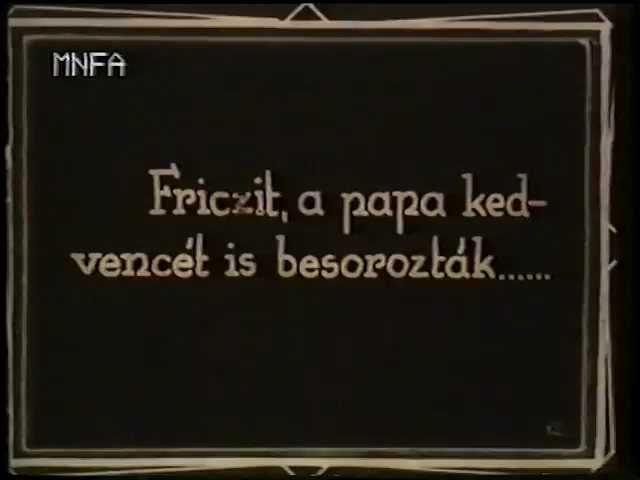 MNFA
Friczit, a papa ked-
vencét is besorozták......